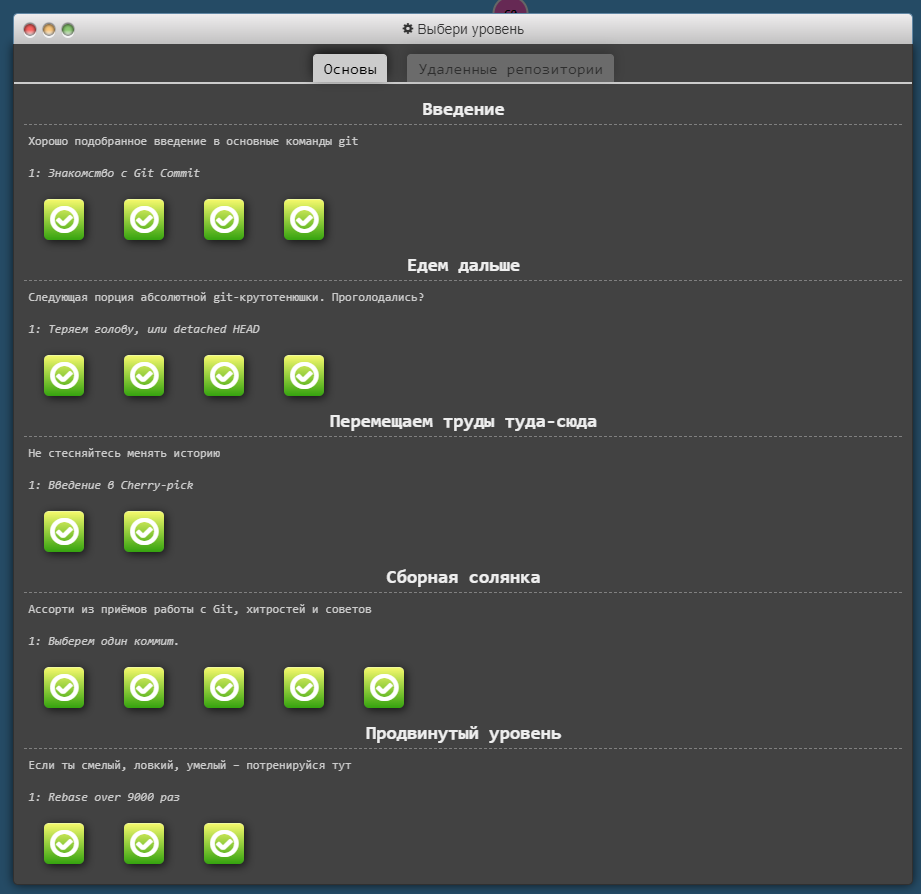 Выбери уровень
Основы
Удаленные репозитории
Введение
Хорошо подобранное введение в основные команды git
1: Знакомство с Git Commit
Едем дальше
Следующая порция абсолютной git-крутотенюшки. Проголодались?
1: Теряем голову, или detached HEAD
Перемещаем труды туда-сюда
Не стесняйтесь менять историю
1: Введение в Cherry-pick
Сборная солянка
Ассорти из приёмов работы с Git, хитростей и советов
1: Выберем один коммит.
Продвинутый уровень
Если ты смелый, ловкий, умелый – потренируйся тут
1: Rebase over 9000 раз